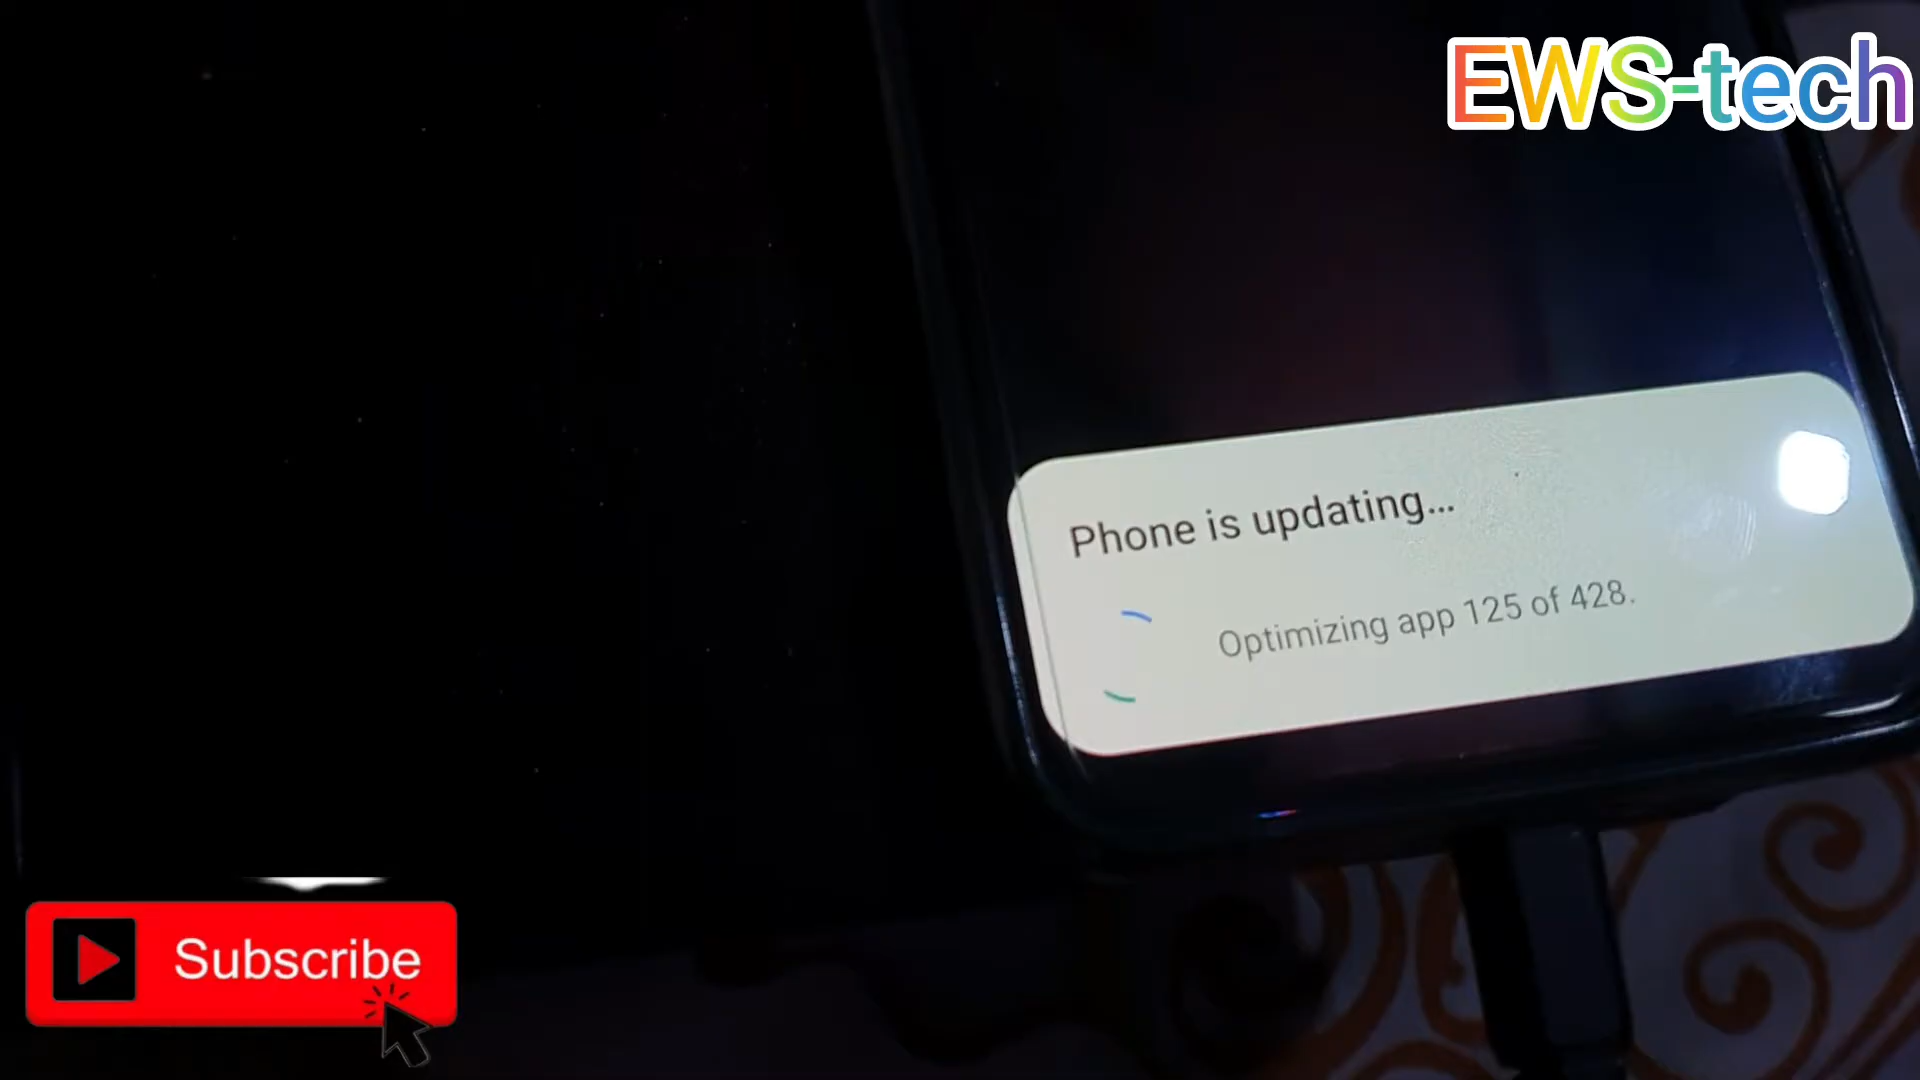 EWS-tech
Phone is updating...
Optimizing app 125 of 428.
Subscribe